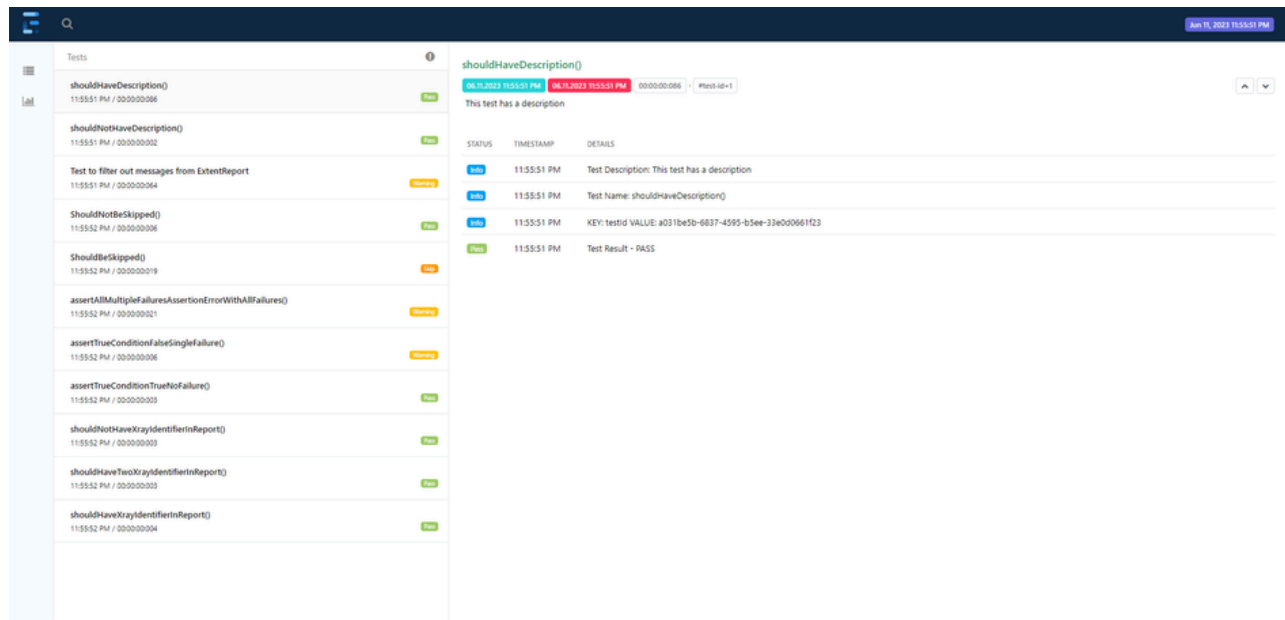 Jun 11, 2023 11:55:51 PM
Tests
shouldHaveDescription()
11:55:51 PM / 00:00:00:086
Pass
shouldNotHaveDescription()
11:55:51 PM / 00:00:00:002
Pass
Test to filter out messages from ExtentReport
11:55:51 PM / 00:00:00:064
Warning
ShouldNotBeSkipped()
11:55:52 PM / 00:00:00:006
Pass
ShouldBeSkipped()
11:55:52 PM / 00:00:00:019
Skip
assertAllMultipleFailuresAssertionErrorWithAllFailures()
11:55:52 PM / 00:00:00:021
Warning
assertTrueConditionFalseSingleFailure()
11:55:52 PM / 00:00:00:006
Warning
assertTrueConditionTrueNoFailure()
11:55:52 PM / 00:00:00:003
Pass
shouldNotHaveXrayIdentifierInReport()
11:55:52 PM / 00:00:00:003
Pass
shouldHaveTwoXrayIdentifierInReport()
11:55:52 PM / 00:00:00:003
Pass
shouldHaveXrayIdentifierInReport()
11:55:52 PM / 00:00:00:004
Pass
shouldHaveDescription()
06.11.2023 11:55:51 PM 06.11.2023 11:55:51 PM 00:00:00:086 · #test-id=1
This test has a description
STATUS TIMESTAMP DETAILS
Info 11:55:51 PM Test Description: This test has a description
Info 11:55:51 PM Test Name: shouldHaveDescription()
Info 11:55:51 PM KEY: testid VALUE: a031be5b-6837-4595-b5ee-33e0d0661f23
Pass 11:55:51 PM Test Result - PASS